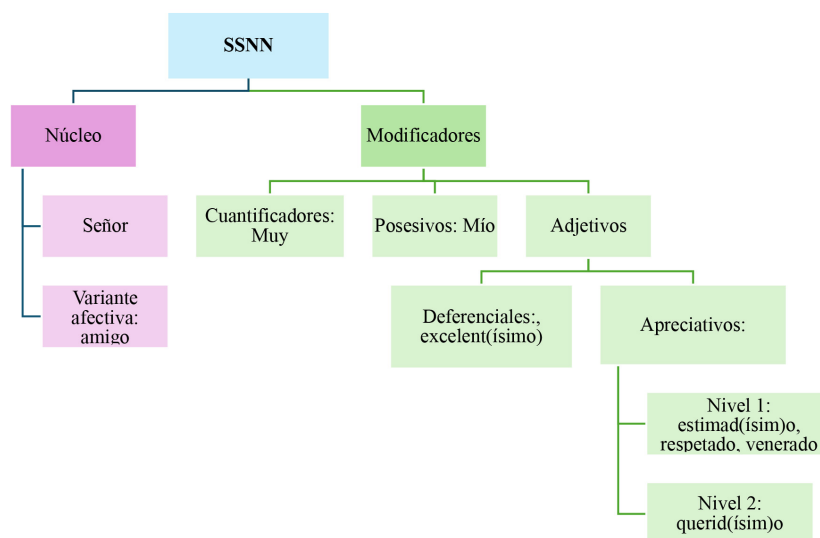 SSNN
Núcleo
Modificadores
Señor
Cuantificadores:
Muy
Posesivos: Mío
Adjetivos
Variante
afectiva:
amigo
Deferenciales:,
excelent(ísimo)
Apreciativos:
Nivel 1:
estimad(ísim)o,
respetado, venerado
Nivel 2:
querid(ísim)o